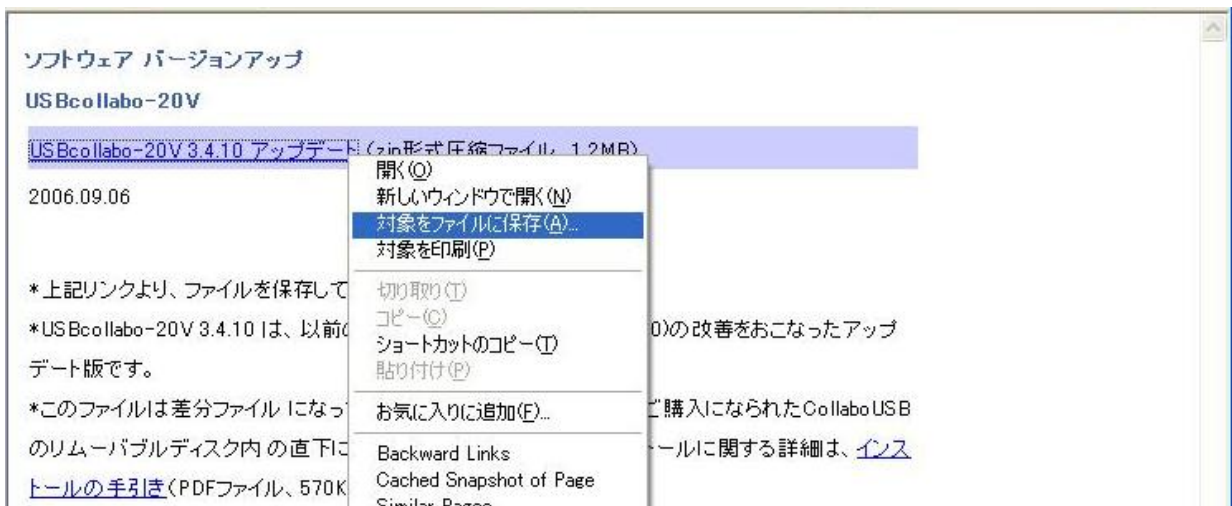 ソフトウェア バージョンアップ
USBcollabo-20V
USBcollabo-20V 3.4.10 アップデート (zip形式圧縮ファイル、1.2MB)
2006.09.06
開く(O)
新しいウィンドウで開く(N)
対象をファイルに保存(A)...
対象を印刷(P)
切り取り(T)
コピー(C)
ショートカットのコピー(T)
貼り付け(P)
お気に入りに追加(F)...
Backward Links
Cached Snapshot of Page
Similar Pages
*上記リンクより、ファイルを保存して
*USBcollabo-20V 3.4.10 は、以前の
0)の改善をおこなったアップ
デート版です。
*このファイルは差分ファイル になっ
ご購入になられたCollaboUSB
のリムーバブルディスク内 の直下に
ールに関する詳細は、インス
トールの手引き(PDFファイル、570K